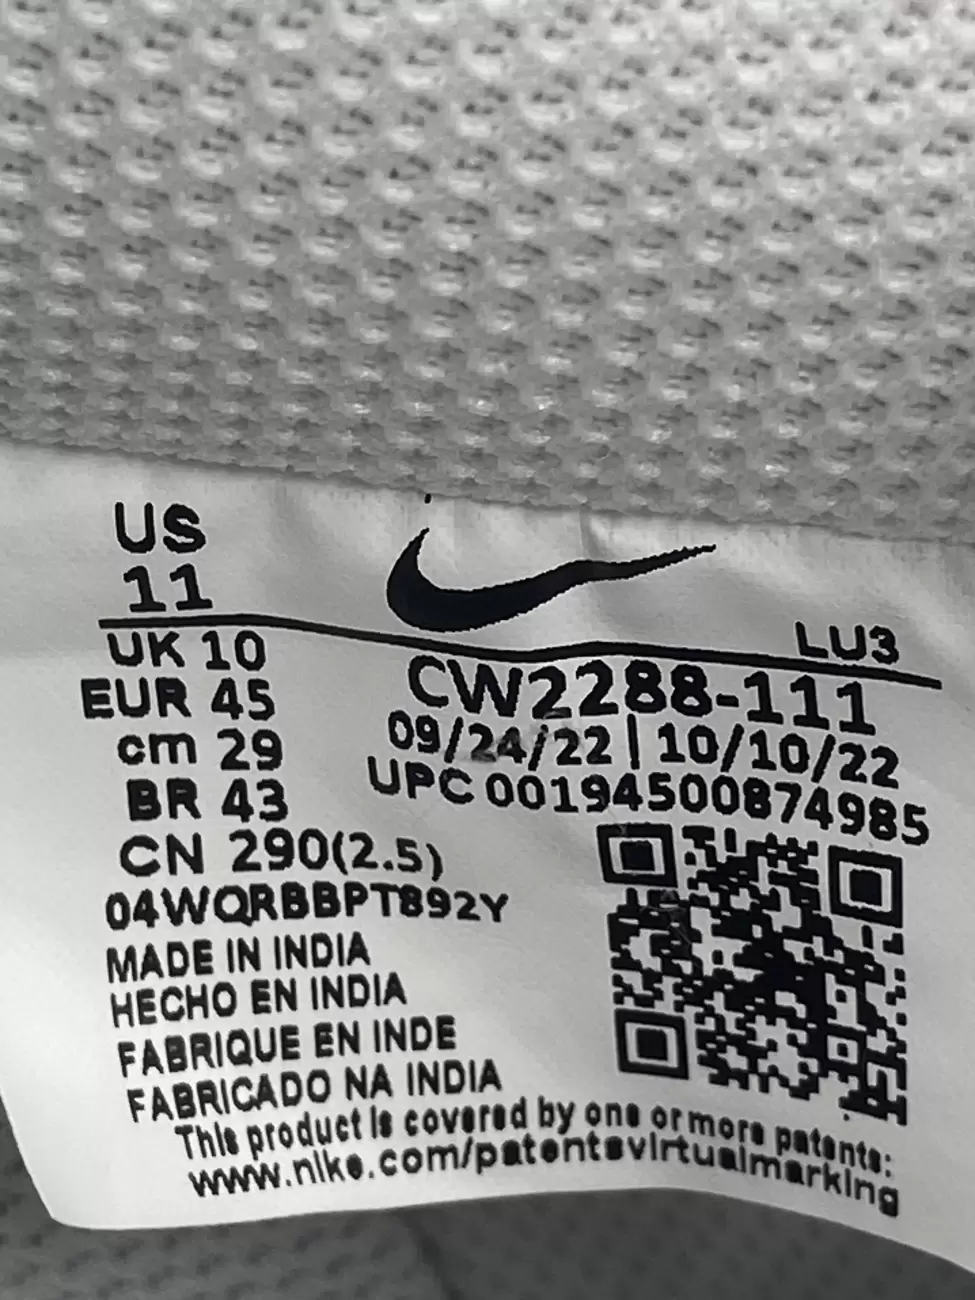 US
11
LU3
UK 10
CW2288-111
EUR 45
09/24/22 | 10/10/22
cm 29
UPC 00194500874985
BR 43
CN 290(2.5)
04WQRBBPT892Y
MADE IN INDIA
HECHO EN INDIA
FABRIQUE EN INDE
FABRICADO NA INDIA
This product is covered by one or more patents:
www.nike.com/patentsvirtualmarking